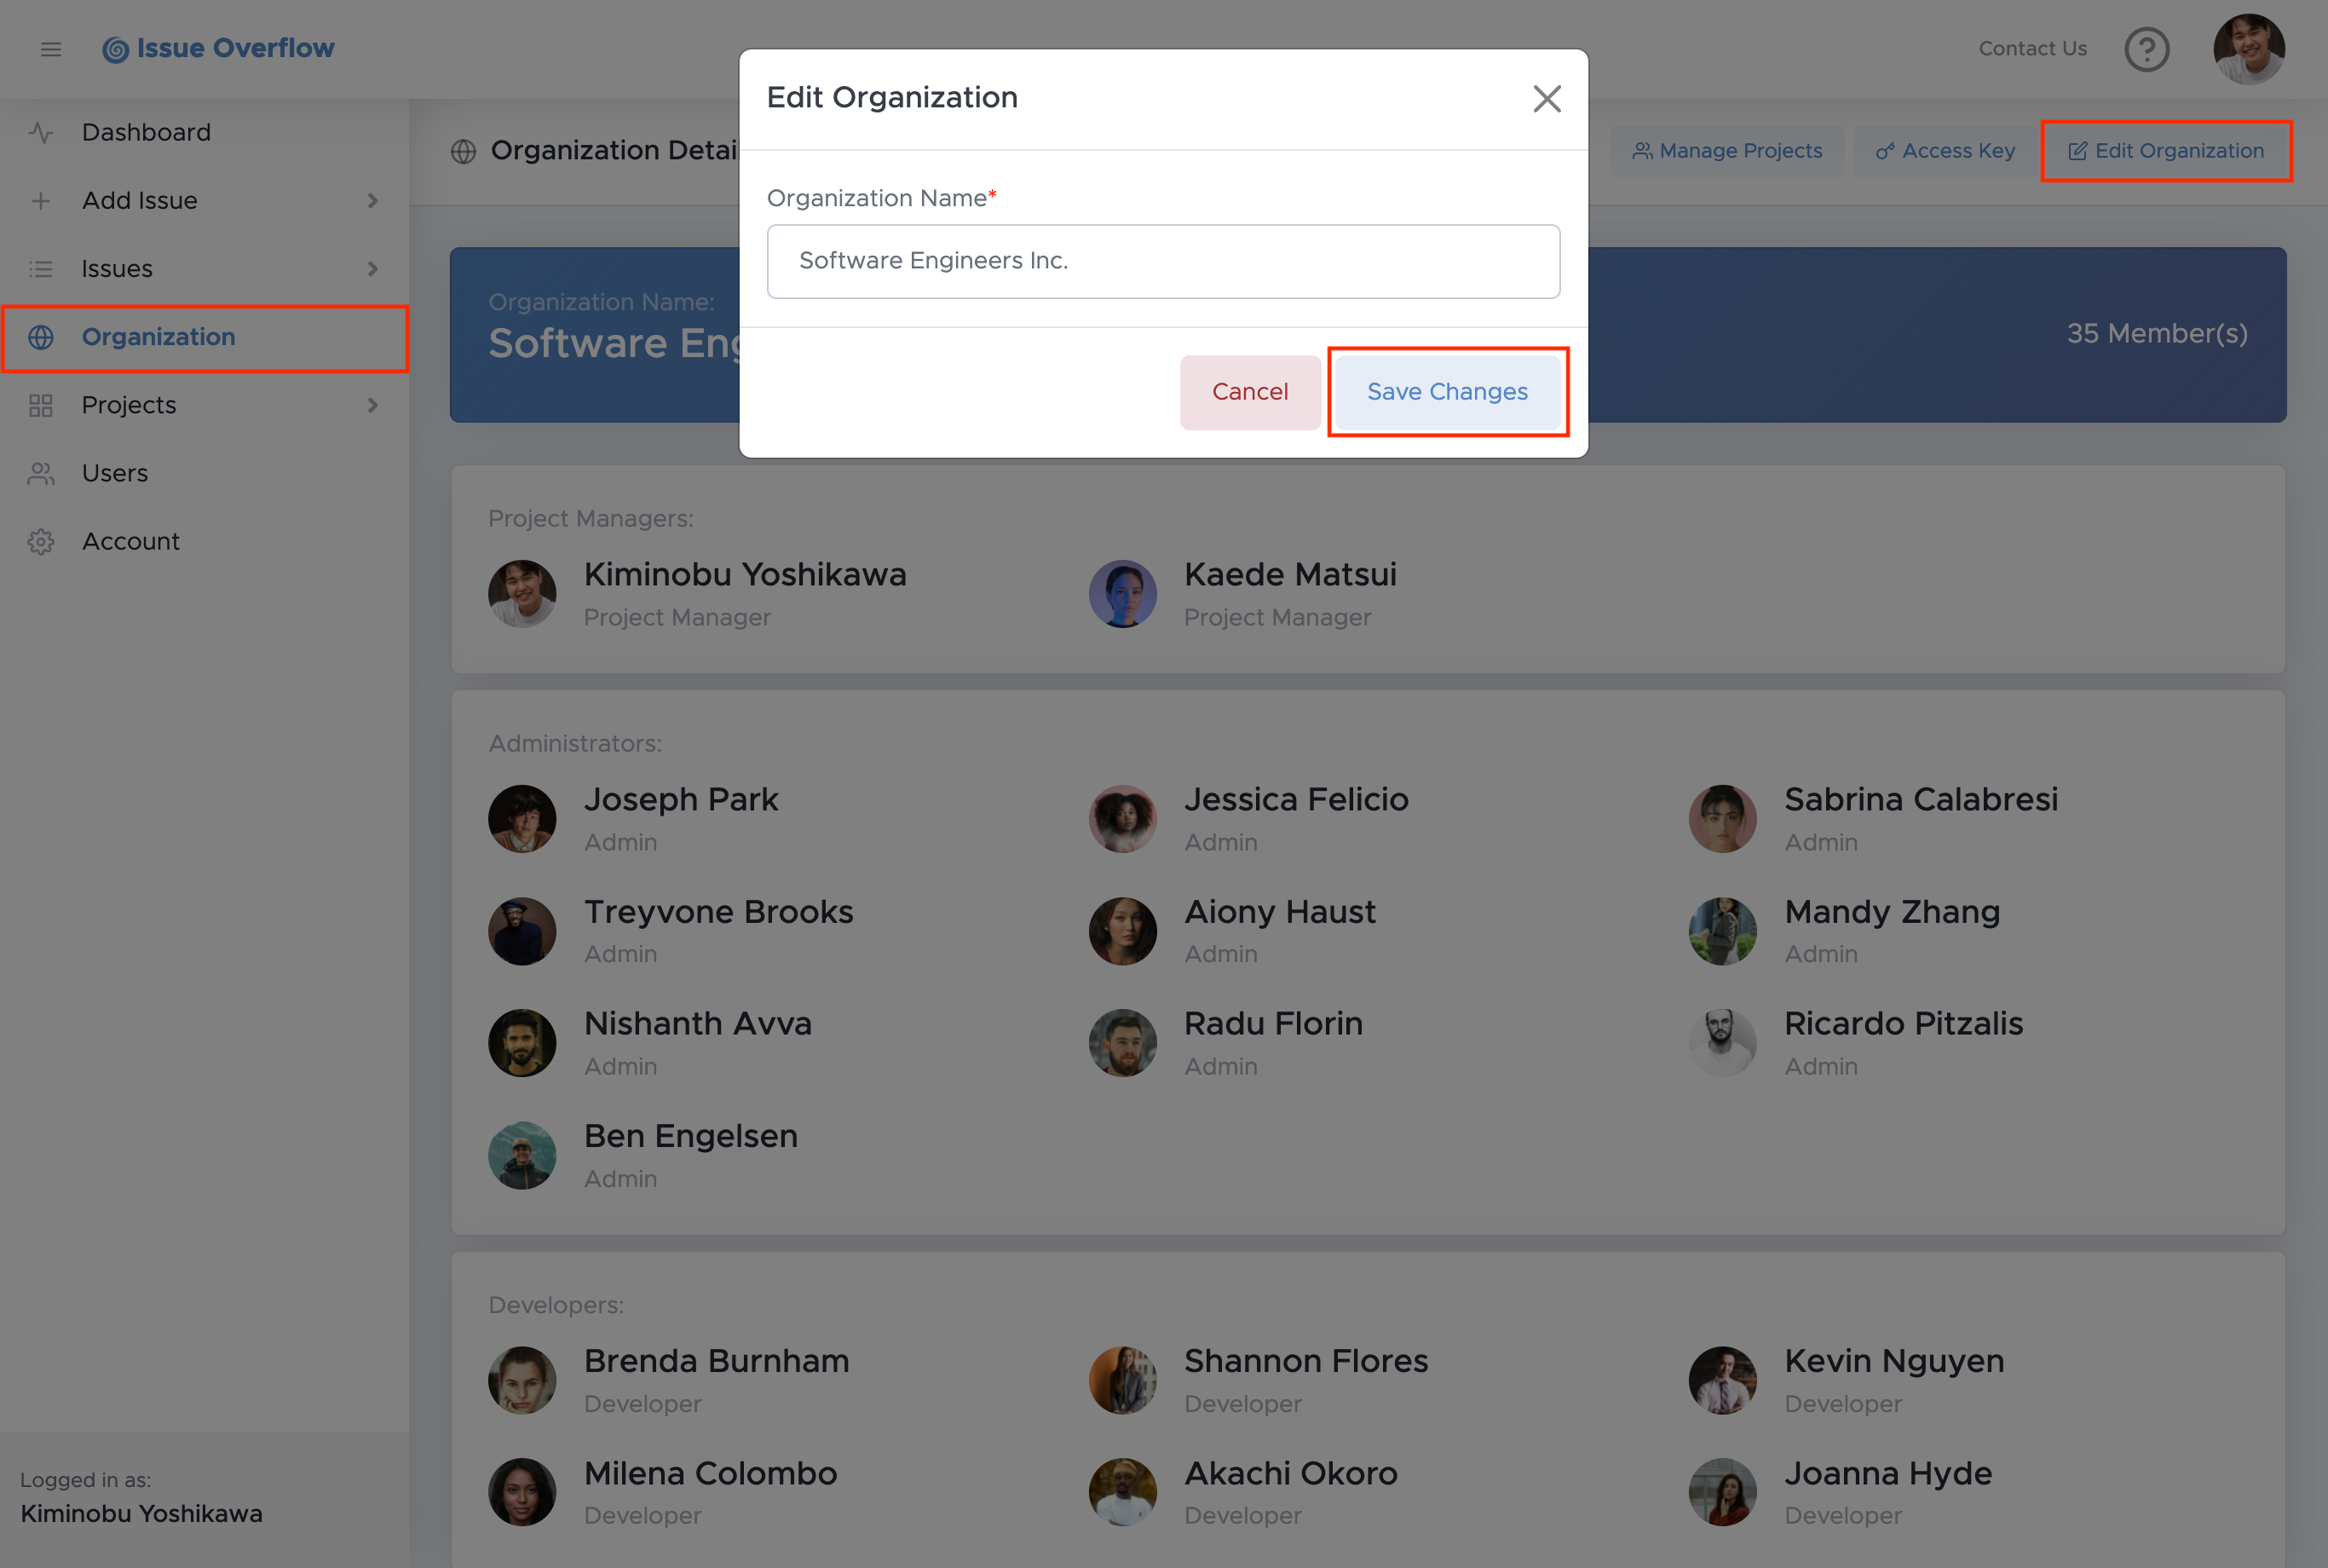 Issue Overflow
Contact Us
Dashboard
Add Issue
Issues
Organization
Projects
Users
Account
Logged in as:
Kiminobu Yoshikawa
Edit Organization
Organization Name*
Software Engineers Inc.
Cancel
Save Changes
Organization Detai
Manage Projects
Access Key
Edit Organization
Organization Name:
Software Eng
35 Member(s)
Project Managers:
Kiminobu Yoshikawa
Project Manager
Kaede Matsui
Project Manager
Administrators:
Joseph Park
Admin
Jessica Felicio
Admin
Sabrina Calabresi
Admin
Treyvone Brooks
Admin
Aiony Haust
Admin
Mandy Zhang
Admin
Nishanth Avva
Admin
Radu Florin
Admin
Ricardo Pitzalis
Admin
Ben Engelsen
Admin
Developers:
Brenda Burnham
Developer
Shannon Flores
Developer
Kevin Nguyen
Developer
Milena Colombo
Developer
Akachi Okoro
Developer
Joanna Hyde
Developer